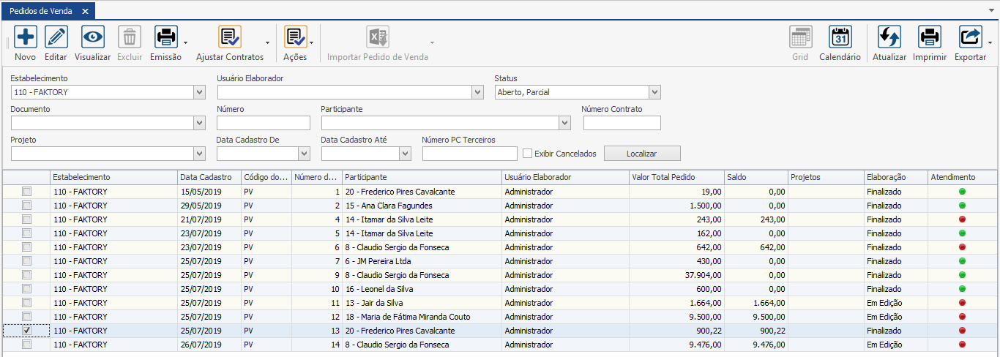 Pedidos de Venda
Novo Editar Visualizar Excluir Emissão Ajustar Contratos Ações Importar Pedido de Venda Grid 31 Calendário Atualizar Imprimir Exportar
Estabelecimento Usuário Elaborador Status
110 - FAKTORY Aberto, Parcial
Documento Número Participante Número Contrato
Projeto Data Cadastro De Data Cadastro Até Número PC Terceiros
Exibir Cancelados Localizar
Estabelecimento Data Cadastro Código do... Número d... Participante Usuário Elaborador Valor Total Pedido Saldo Projetos Elaboração Atendimento
110 - FAKTORY 15/05/2019 PV 1 20 - Frederico Pires Cavalcante Administrador 19,00 0,00 Finalizado
110 - FAKTORY 29/05/2019 PV 2 15 - Ana Clara Fagundes Administrador 1.500,00 0,00 Finalizado
110 - FAKTORY 21/07/2019 PV 4 14 - Itamar da Silva Leite Administrador 243,00 243,00 Finalizado
110 - FAKTORY 23/07/2019 PV 5 14 - Itamar da Silva Leite Administrador 162,00 0,00 Finalizado
110 - FAKTORY 23/07/2019 PV 6 8 - Claudio Sergio da Fonseca Administrador 642,00 642,00 Finalizado
110 - FAKTORY 25/07/2019 PV 7 6 - JM Pereira Ltda Administrador 430,00 0,00 Finalizado
110 - FAKTORY 25/07/2019 PV 9 8 - Claudio Sergio da Fonseca Administrador 37.904,00 0,00 Finalizado
110 - FAKTORY 25/07/2019 PV 10 16 - Leonel da Silva Administrador 600,00 0,00 Finalizado
110 - FAKTORY 25/07/2019 PV 11 13 - Jair da Silva Administrador 1.664,00 1.664,00 Em Edição
110 - FAKTORY 25/07/2019 PV 12 18 - Maria de Fátima Miranda Couto Administrador 9.500,00 9.500,00 Em Edição
110 - FAKTORY 25/07/2019 PV 13 20 - Frederico Pires Cavalcante Administrador 900,22 900,22 Finalizado
110 - FAKTORY 26/07/2019 PV 14 8 - Claudio Sergio da Fonseca Administrador 9.476,00 9.476,00 Em Edição